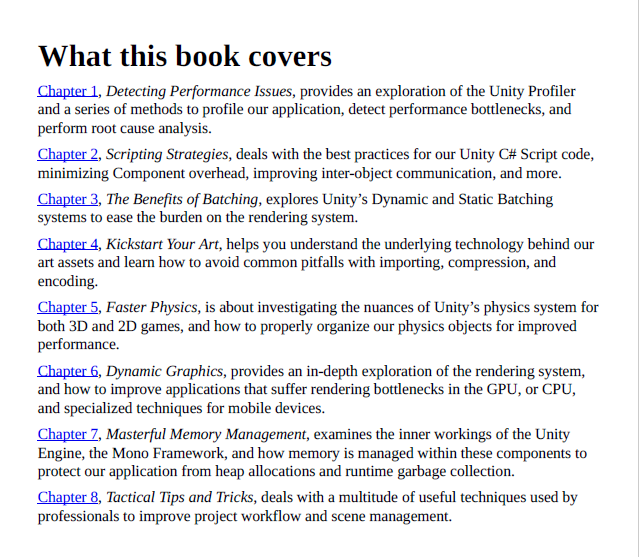 What this book covers
Chapter 1, Detecting Performance Issues, provides an exploration of the Unity Profiler
and a series of methods to profile our application, detect performance bottlenecks, and
perform root cause analysis.
Chapter 2, Scripting Strategies, deals with the best practices for our Unity C# Script code,
minimizing Component overhead, improving inter-object communication, and more.
Chapter 3, The Benefits of Batching, explores Unity’s Dynamic and Static Batching
systems to ease the burden on the rendering system.
Chapter 4, Kickstart Your Art, helps you understand the underlying technology behind our
art assets and learn how to avoid common pitfalls with importing, compression, and
encoding.
Chapter 5, Faster Physics, is about investigating the nuances of Unity’s physics system for
both 3D and 2D games, and how to properly organize our physics objects for improved
performance.
Chapter 6, Dynamic Graphics, provides an in-depth exploration of the rendering system,
and how to improve applications that suffer rendering bottlenecks in the GPU, or CPU,
and specialized techniques for mobile devices.
Chapter 7, Masterful Memory Management, examines the inner workings of the Unity
Engine, the Mono Framework, and how memory is managed within these components to
protect our application from heap allocations and runtime garbage collection.
Chapter 8, Tactical Tips and Tricks, deals with a multitude of useful techniques used by
professionals to improve project workflow and scene management.